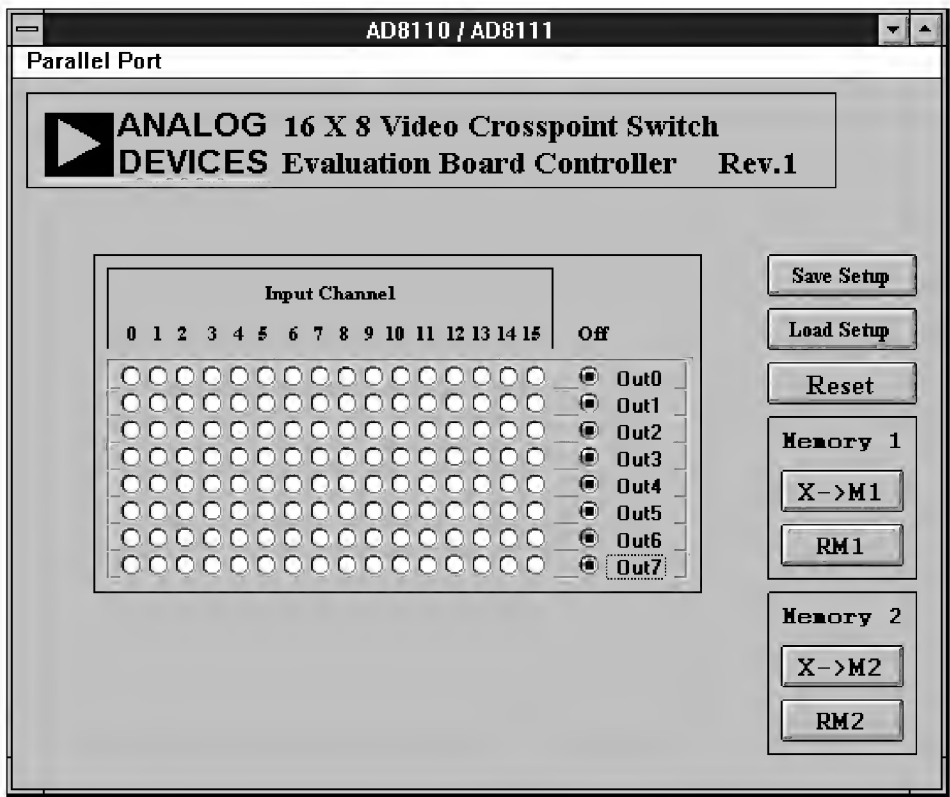 AD8110 / AD8111
Parallel Port
ANALOG DEVICES
16 X 8 Video Crosspoint Switch
Evaluation Board Controller Rev.1
Input Channel
0 1 2 3 4 5 6 7 8 9 10 11 12 13 14 15 Off
Out0
Out1
Out2
Out3
Out4
Out5
Out6
Out7
Save Setup
Load Setup
Reset
Memory 1
X->M1
RM1
Memory 2
X->M2
RM2